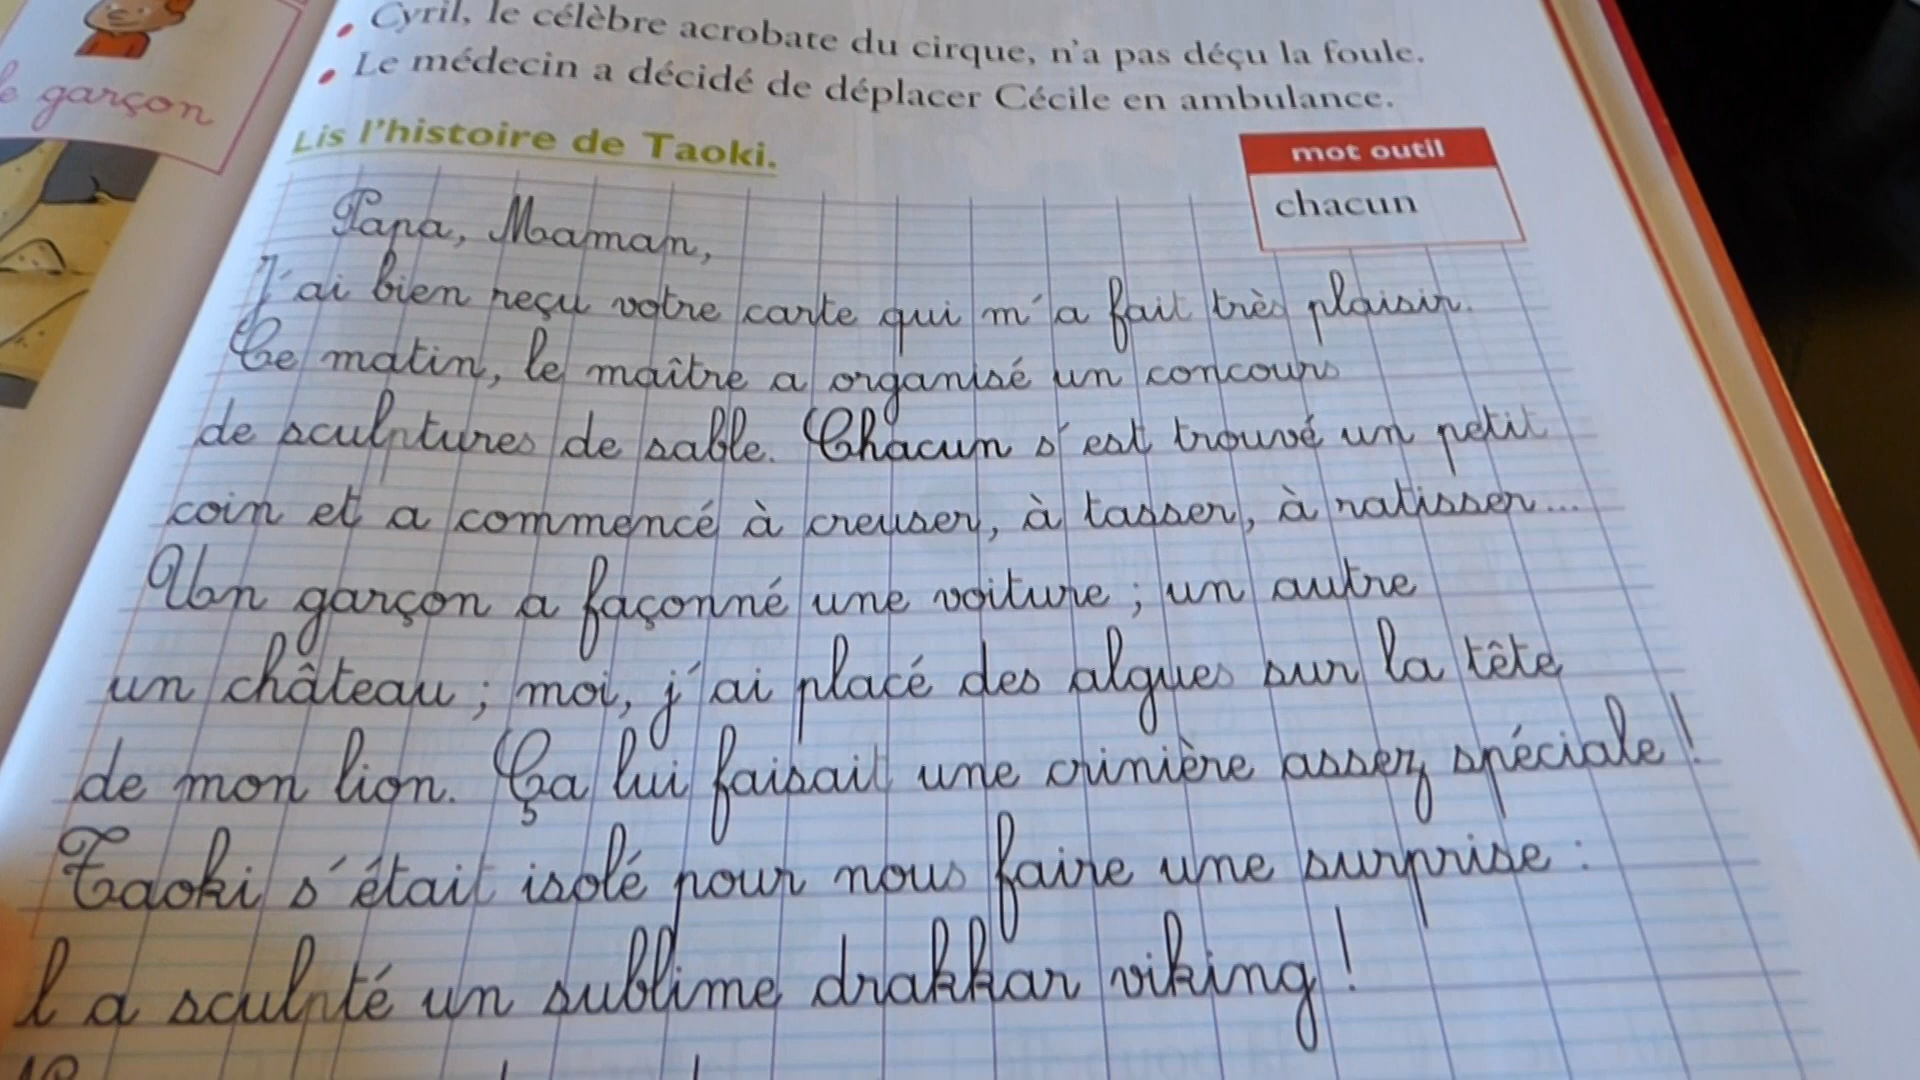 Cyril, le célèbre acrobate du cirque, n'a pas déçu la foule.
Le médecin a décidé de déplacer Cécile en ambulance.
garçon
Lis l'histoire de Taoki.
mot outil
chacun
Papa, Maman,
J'ai bien reçu votre carte qui m'a fait très plaisir.
Ce matin, le maître a organisé un concours
de sculptures de sable. Chacun s'est trouvé un petit
coin et a commencé à creuser, à tasser, à ratisser...
Un garçon a façonné une voiture ; un autre
un château ; moi, j'ai placé des algues sur la tête
de mon lion. Ça lui faisait une crinière assez spéciale !
Taoki s'était isolé pour nous faire une surprise :
l a sculpté un sublime drakkar viking !